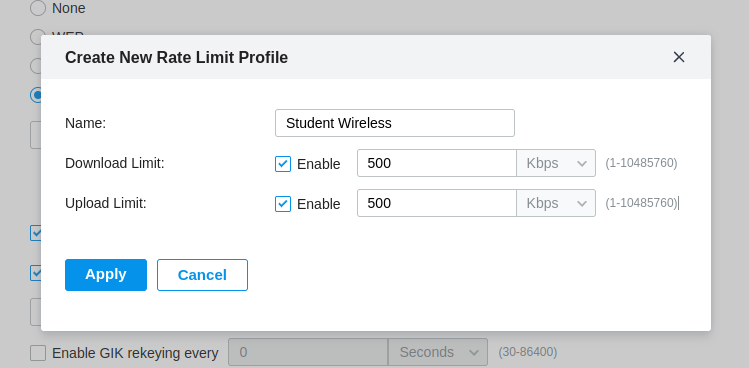 None
Create New Rate Limit Profile
Name: Student Wireless
Download Limit: Enable 500 Kbps (1-10485760)
Upload Limit: Enable 500 Kbps (1-10485760)
Apply Cancel
Enable GIK rekeying every 0 Seconds (30-86400)